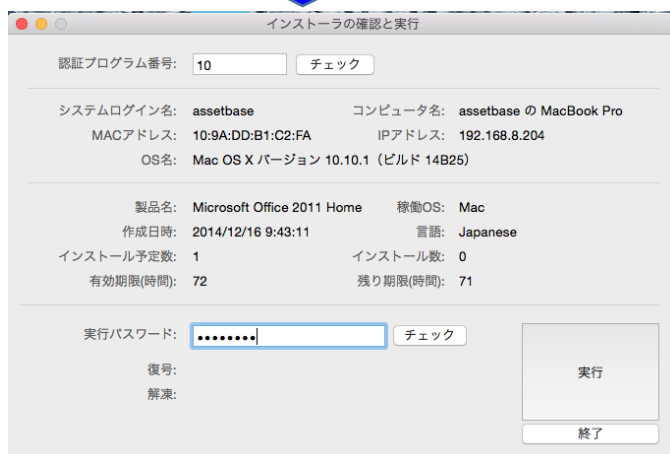 インストーラの確認と実行
認証プログラム番号: 10 チェック
システムログイン名: assetbase コンピュータ名: assetbase の MacBook Pro
MACアドレス: 10:9A:DD:B1:C2:FA IPアドレス: 192.168.8.204
OS名: Mac OS X バージョン 10.10.1（ビルド 14B25）
製品名: Microsoft Office 2011 Home 稼働OS: Mac
作成日時: 2014/12/16 9:43:11 言語: Japanese
インストール予定数: 1 インストール数: 0
有効期限(時間): 72 残り期限(時間): 71
実行パスワード: •••••••• チェック
復号:
解凍:
実行
終了